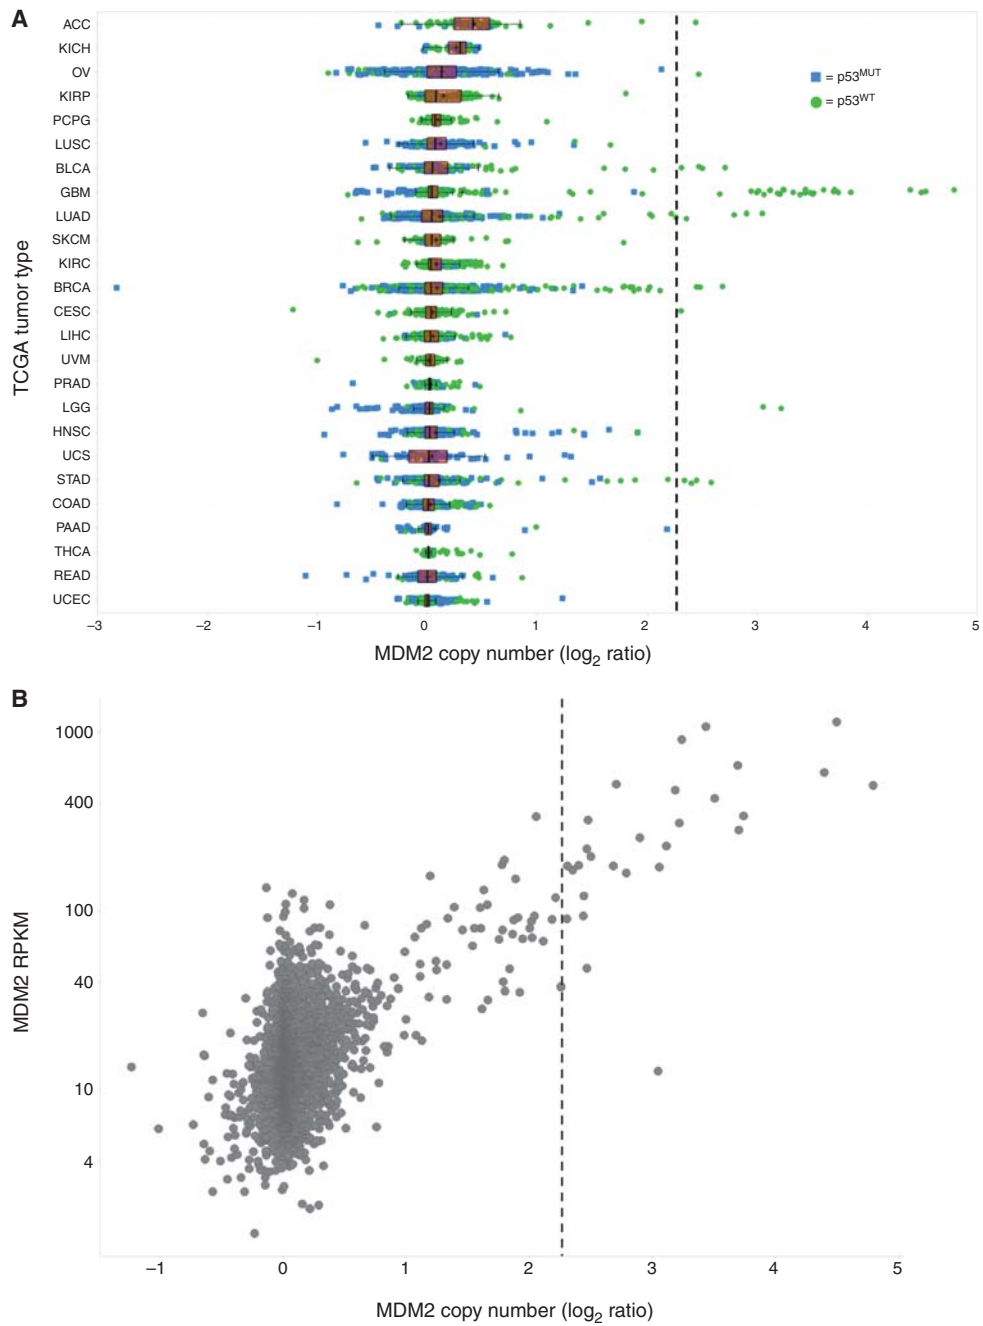 A
ACC
KICH
OV
KIRP
PCPG
LUSC
BLCA
GBM
LUAD
SKCM
KIRC
BRCA
CESC
LIHC
UVM
PRAD
LGG
HNSC
UCS
STAD
COAD
PAAD
THCA
READ
UCEC
TCGA tumor type
= p53MUT
= p53WT
–3 –2 –1 0 1 2 3 4 5
MDM2 copy number (log2 ratio)
B
1000
400
100
40
10
4
MDM2 RPKM
–1 0 1 2 3 4 5
MDM2 copy number (log2 ratio)